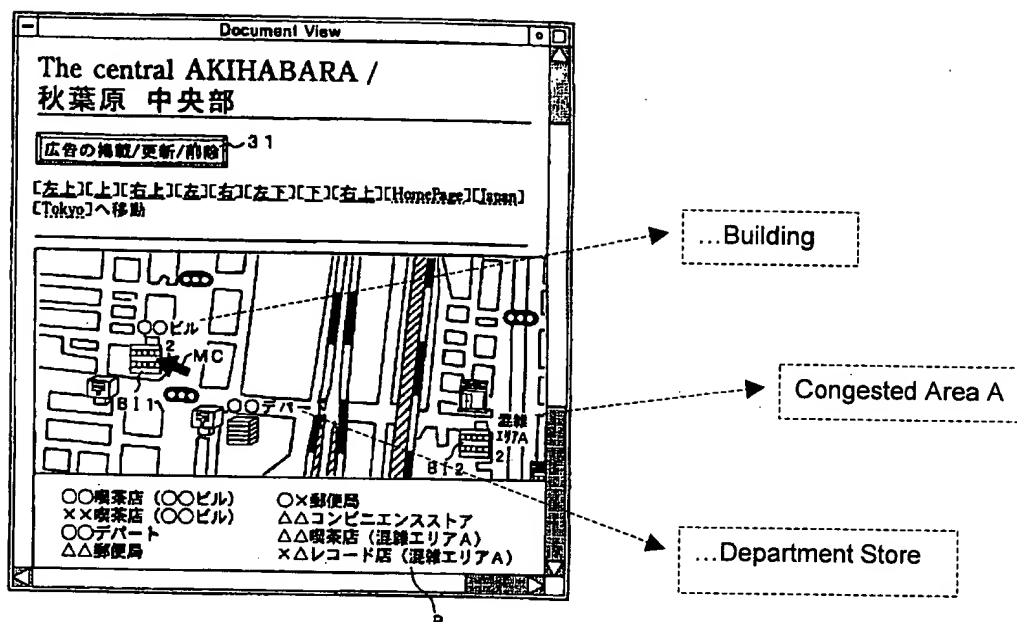 Document View
The central AKIHABARA /
秋葉原 中央部
広告の掲載/更新/削除
31
[左上][上][右上][左][右][左下][下][右上][HomePage][Japan]
[Tokyo]へ移動
…Building
○○ビル
2
MC
BI1
Congested Area A
○○デパート
混雑
エリアA
2
BI2
○○喫茶店 (○○ビル)
××喫茶店 (○○ビル)
○○デパート
△△郵便局
○×郵便局
△△コンビニエンスストア
△△喫茶店 (混雑エリアA)
×△レコード店 (混雑エリアA)
…Department Store